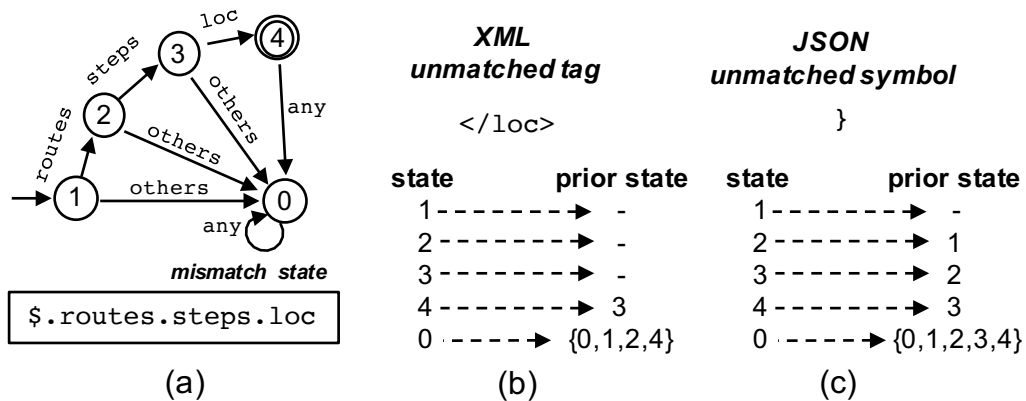 loc
steps
routes
4
3
2
1
0
others
others
others
any
any
mismatch state
$.routes.steps.loc
(a)
XML
unmatched tag
</loc>
state prior state
1 -
2 -
3 -
4 3
0 {0,1,2,4}
(b)
JSON
unmatched symbol
}
state prior state
1 -
2 1
3 2
4 3
0 {0,1,2,3,4}
(c)